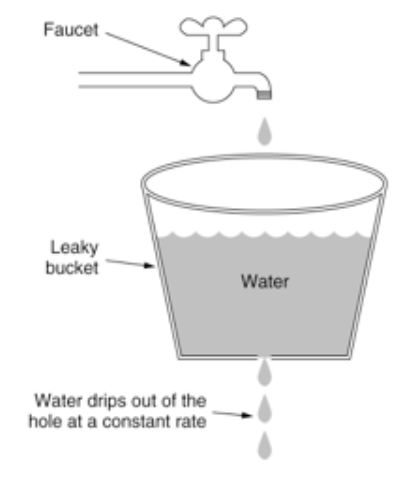 Faucet
Leaky
bucket
Water
Water drips out of the
hole at a constant rate